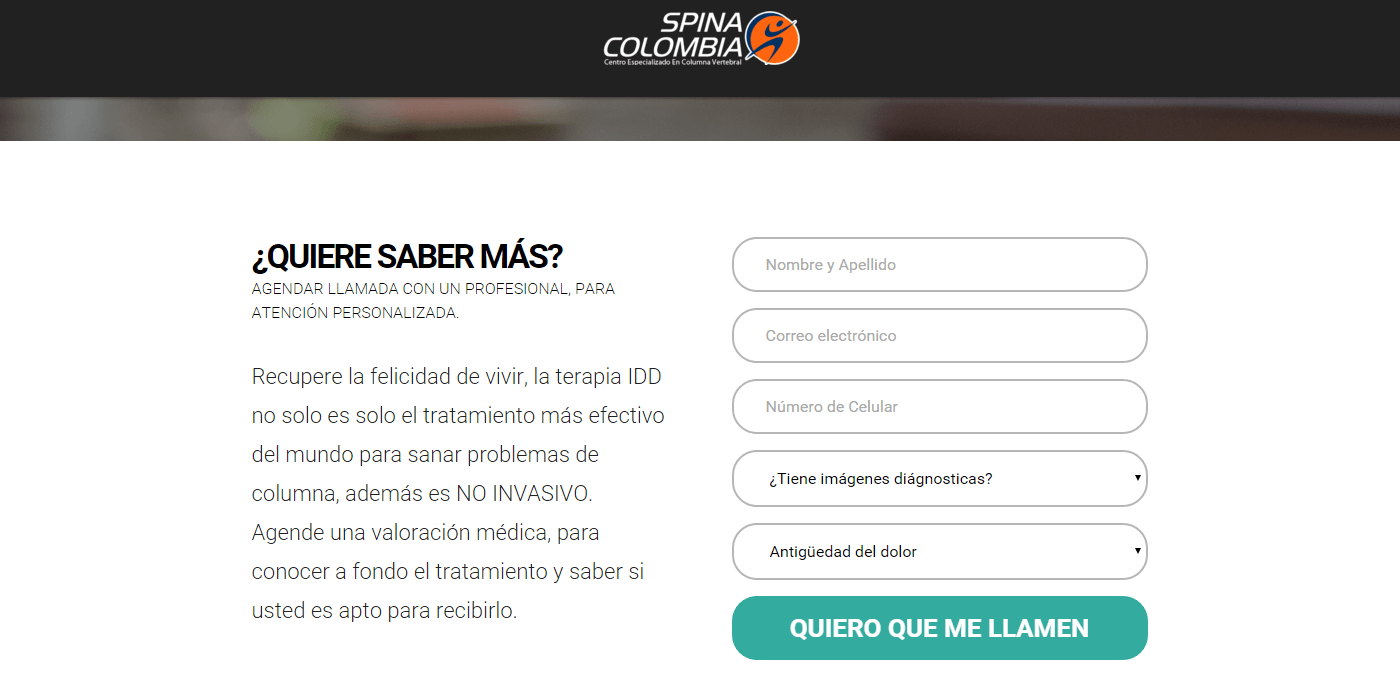 SPINA
COLOMBIA
Centro Especializado En Columna Vertebral
¿QUIERE SABER MÁS?
AGENDAR LLAMADA CON UN PROFESIONAL, PARA
ATENCIÓN PERSONALIZADA.
Recupere la felicidad de vivir, la terapia IDD
no solo es solo el tratamiento más efectivo
del mundo para sanar problemas de
columna, además es NO INVASIVO.
Agende una valoración médica, para
conocer a fondo el tratamiento y saber si
usted es apto para recibirlo.
Nombre y Apellido
Correo electrónico
Número de Celular
¿Tiene imágenes diágnosticas?
Antigüedad del dolor
QUIERO QUE ME LLAMEN